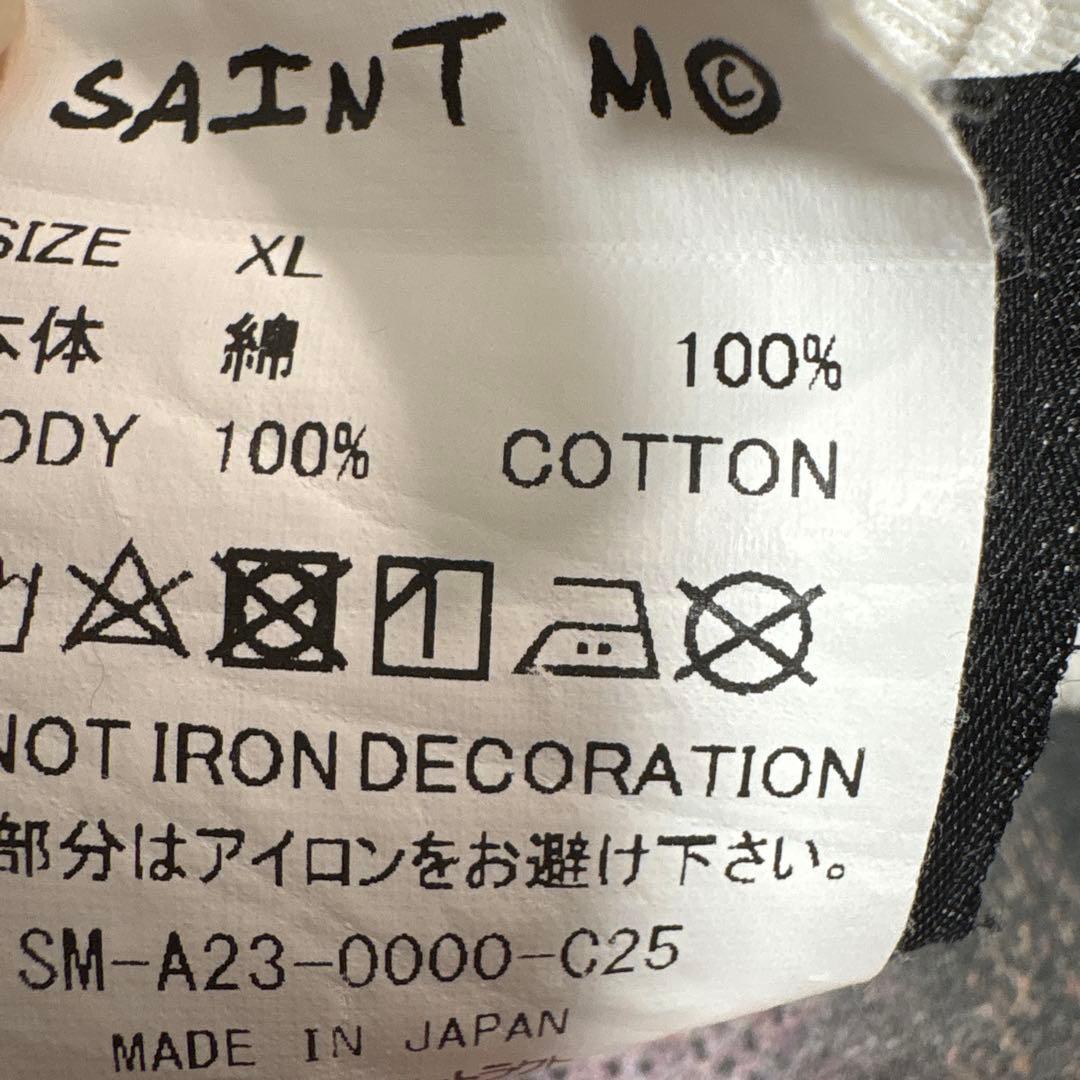 SAINT M©
SIZE XL
本体 綿 100%
ODY 100% COTTON
NOT IRON DECORATION
部分はアイロンをお避け下さい。
SM-A23-0000-C25
MADE IN JAPAN